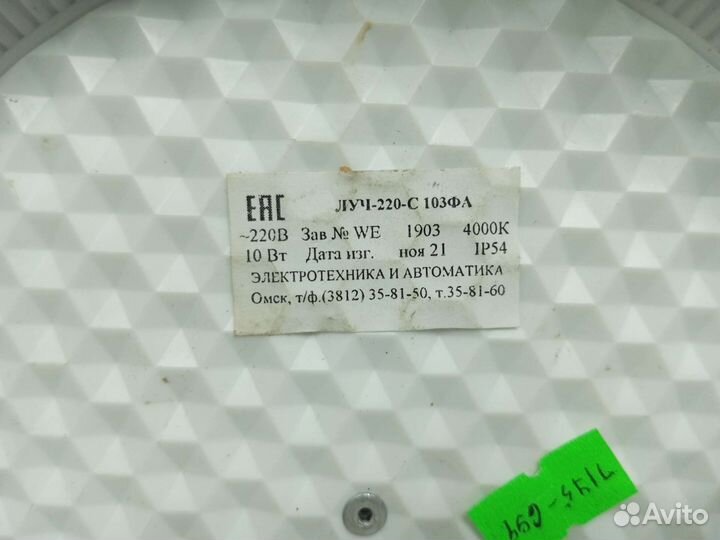 EAC ЛУЧ-220-С 103ФА
~220В Зав № WE 1903 4000К
10 Вт Дата изг. ноя 21 IP54
ЭЛЕКТРОТЕХНИКА И АВТОМАТИКА
Омск, т/ф.(3812) 35-81-50, т.35-81-60
Avito